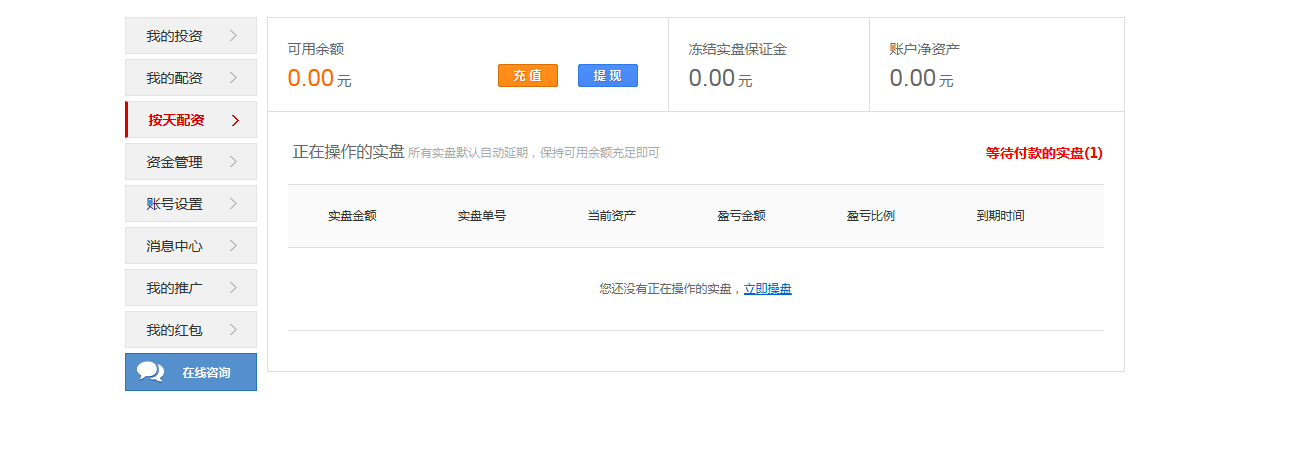 我的投资
我的配资
按天配资
资金管理
账号设置
消息中心
我的推广
我的红包
在线咨询
可用余额
0.00 元
充 值
提 现
冻结实盘保证金
0.00 元
账户净资产
0.00 元
正在操作的实盘 所有实盘默认自动延期，保持可用余额充足即可
等待付款的实盘(1)
实盘金额 实盘单号 当前资产 盈亏金额 盈亏比例 到期时间
您还没有正在操作的实盘，立即操盘